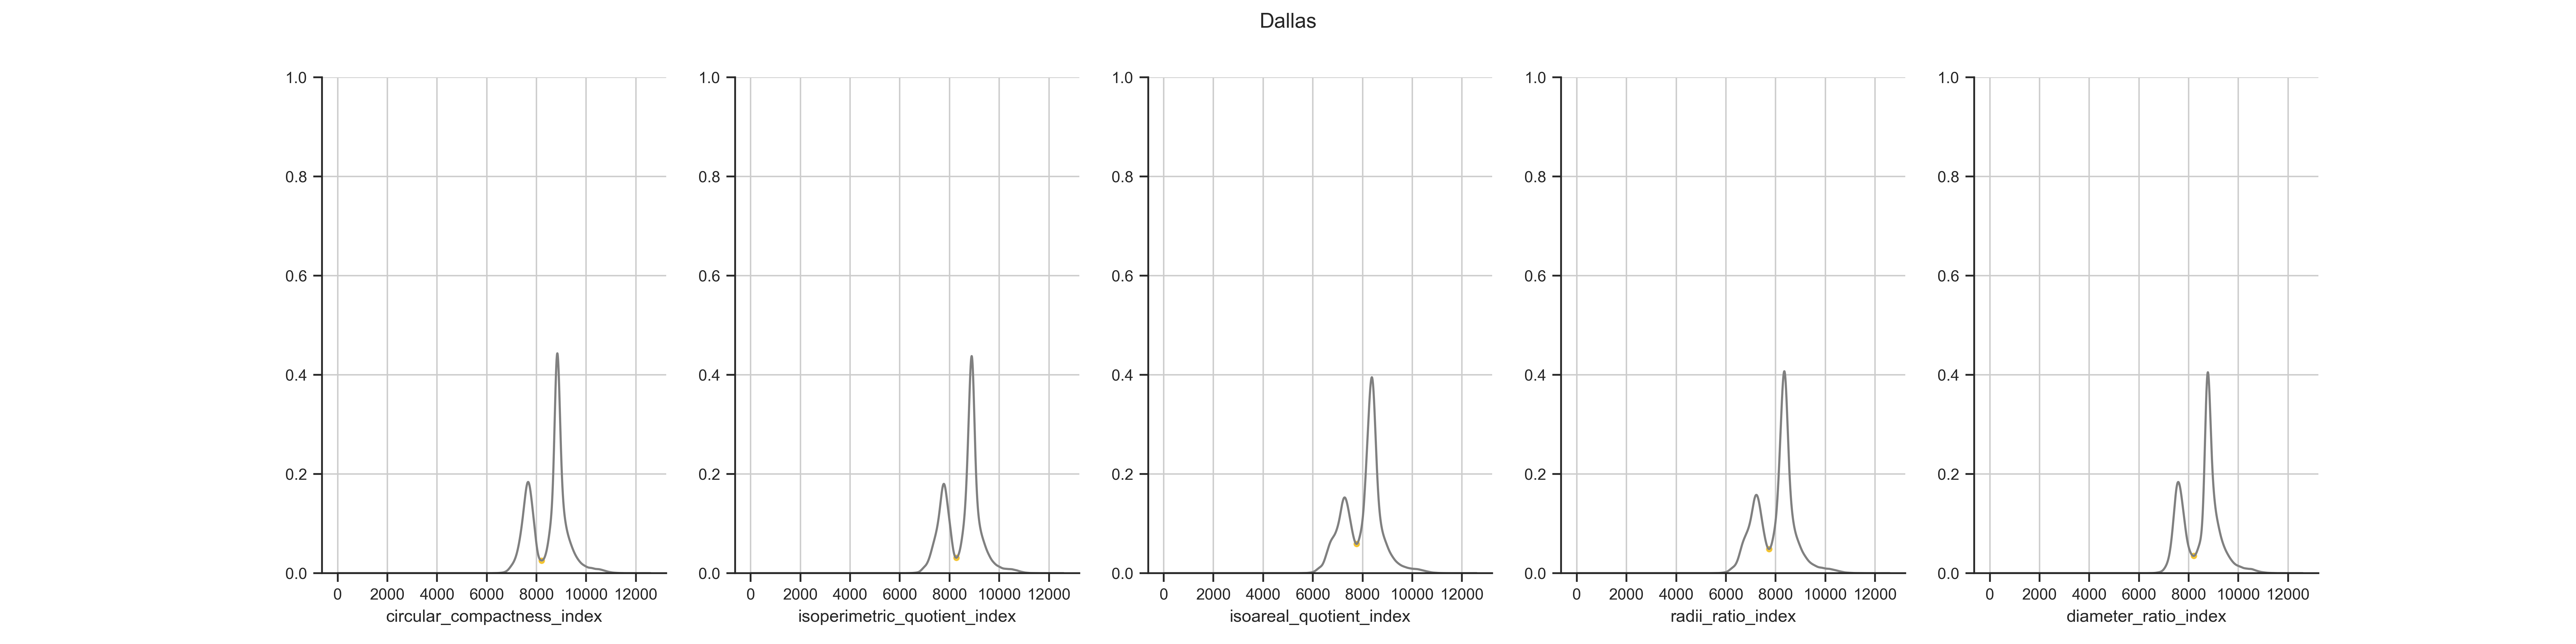 Dallas
1.0 1.0 1.0 1.0 1.0
0.8 0.8 0.8 0.8 0.8
0.6 0.6 0.6 0.6 0.6
0.4 0.4 0.4 0.4 0.4
0.2 0.2 0.2 0.2 0.2
0.0 0.0 0.0 0.0 0.0
0 2000 4000 6000 8000 10000 12000 0 2000 4000 6000 8000 10000 12000 0 2000 4000 6000 8000 10000 12000 0 2000 4000 6000 8000 10000 12000 0 2000 4000 6000 8000 10000 12000
circular_compactness_index isoperimetric_quotient_index isoareal_quotient_index radii_ratio_index diameter_ratio_index